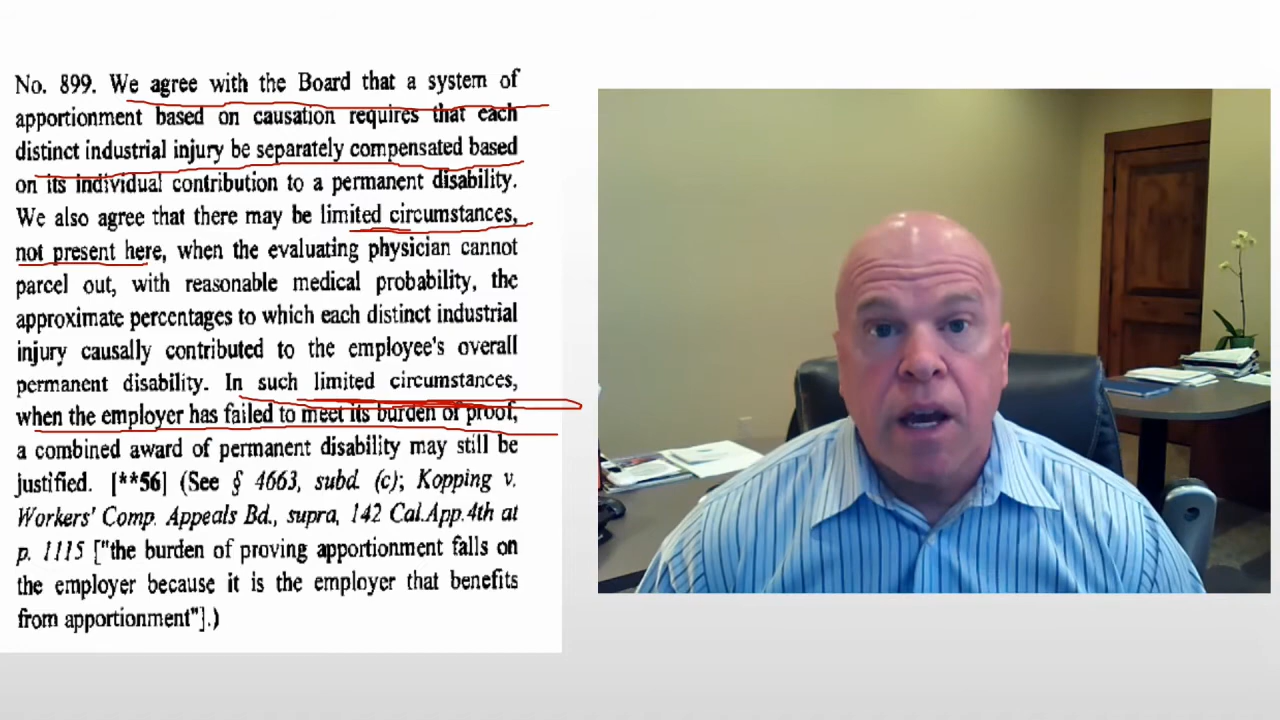 No. 899. We agree with the Board that a system of
apportionment based on causation requires that each
distinct industrial injury be separately compensated based
on its individual contribution to a permanent disability.
We also agree that there may be limited circumstances,
not present here, when the evaluating physician cannot
parcel out, with reasonable medical probability, the
approximate percentages to which each distinct industrial
injury causally contributed to the employee's overall
permanent disability. In such limited circumstances,
when the employer has failed to meet its burden of proof,
a combined award of permanent disability may still be
justified. [**56] (See § 4663, subd. (c); Kopping v.
Workers' Comp. Appeals Bd., supra, 142 Cal.App.4th at
p. 1115 ["the burden of proving apportionment falls on
the employer because it is the employer that benefits
from apportionment"].)